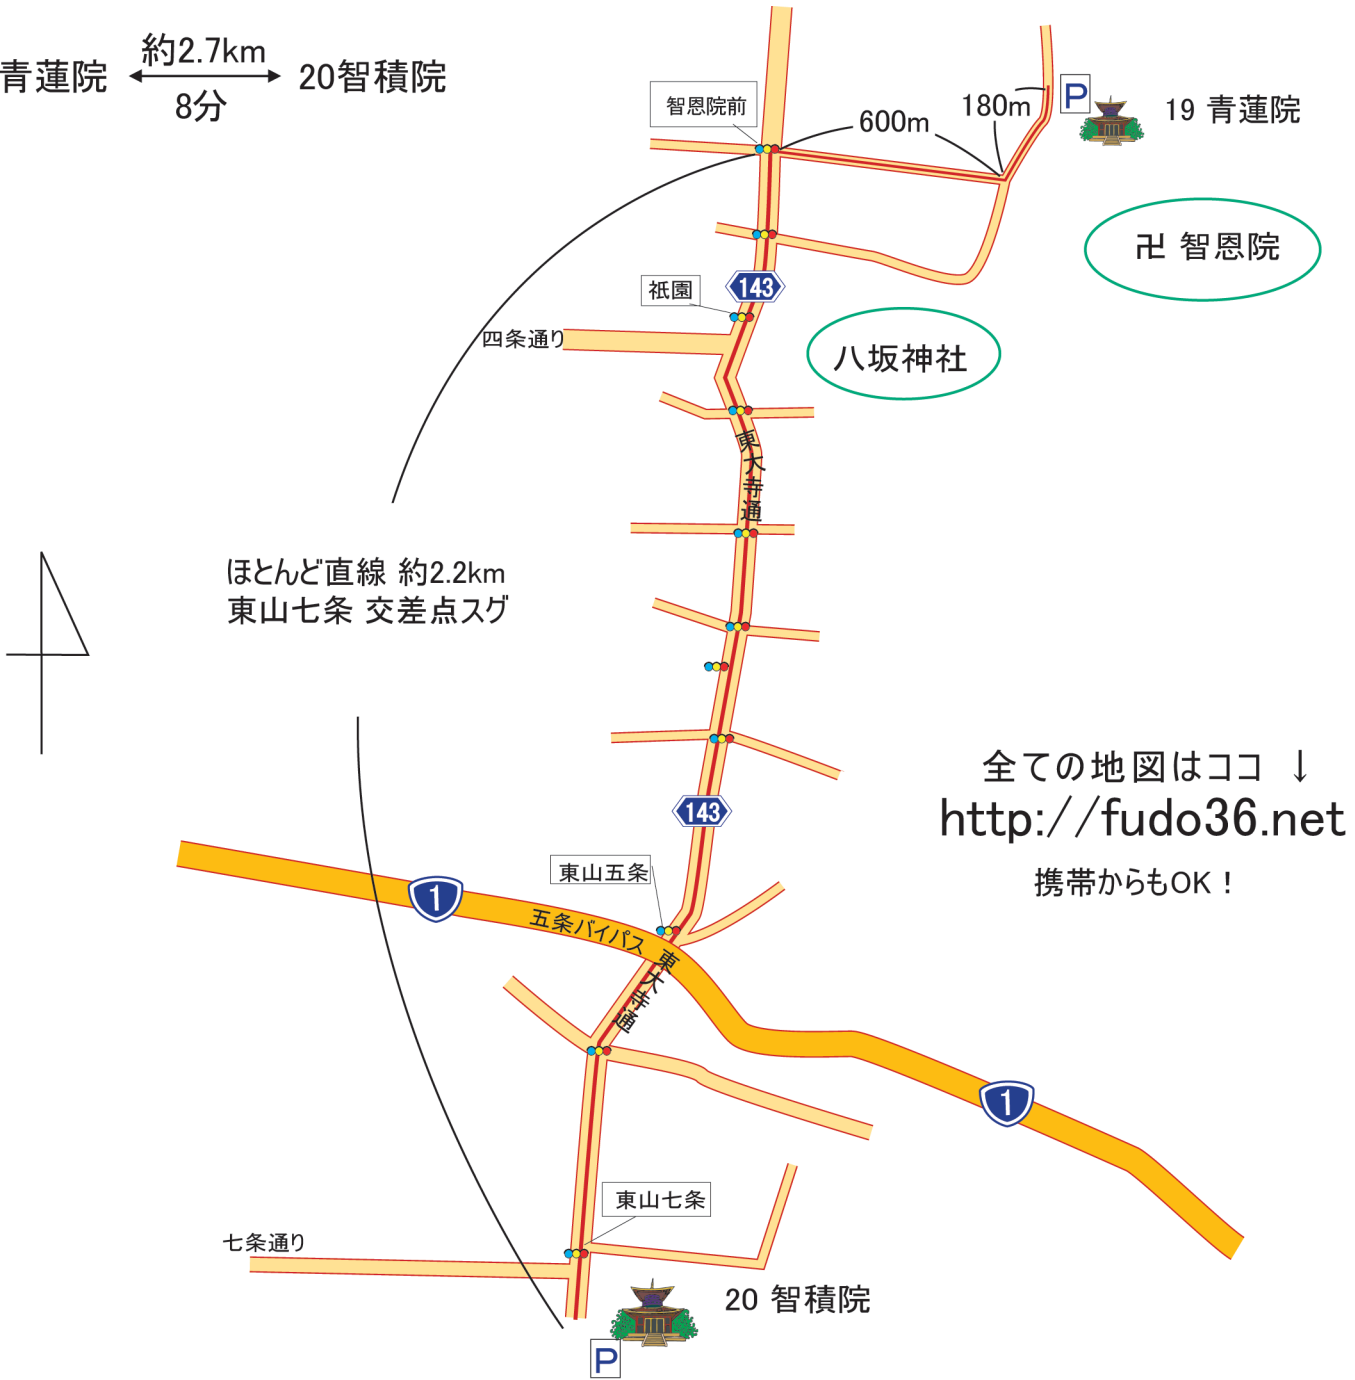 約2.7km
青蓮院 20智積院
8分
智恩院前
600m
180m
P
19 青蓮院
卍 智恩院
143
祇園
四条通り
八坂神社
東大寺通
ほとんど直線 約2.2km
東山七条 交差点スグ
全ての地図はココ ↓
http://fudo36.net
携帯からもOK！
143
東山五条
1
五条バイパス
東大寺通
1
東山七条
七条通り
20 智積院
P